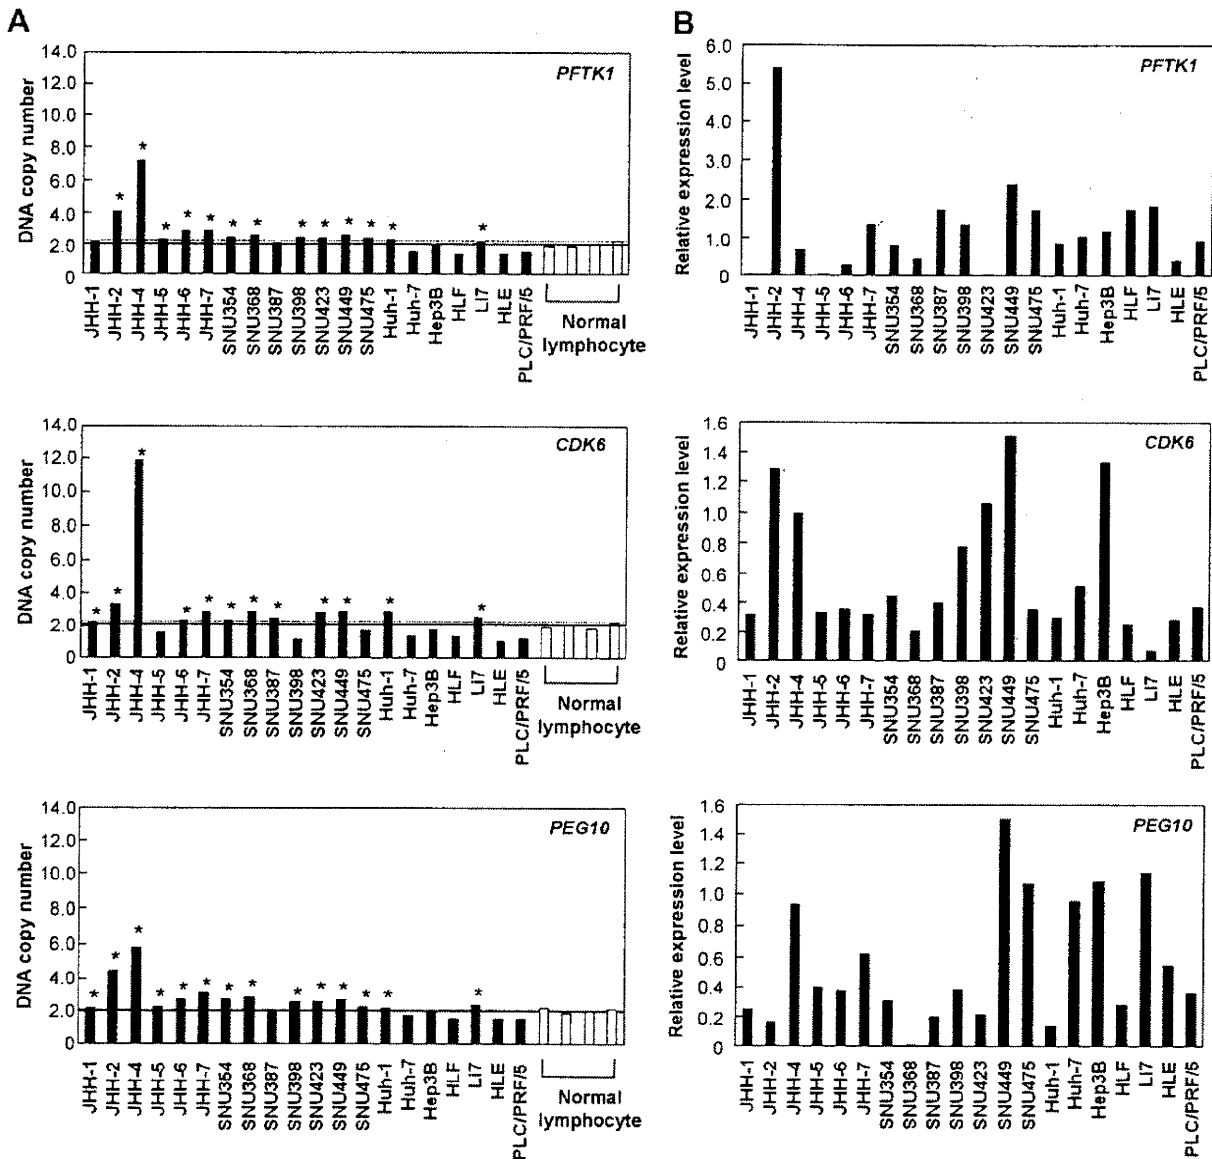 A
DNA copy number
14.0
12.0
10.0
8.0
6.0
4.0
2.0
0
PFTK1
* * * * * * * * * * * * * *
JHH-1
JHH-2
JHH-4
JHH-5
JHH-6
JHH-7
SNU354
SNU368
SNU387
SNU398
SNU423
SNU449
SNU475
Huh-1
Huh-7
Hep3B
HLF
Li7
HLE
PLC/PRF/5
Normal
lymphocyte
DNA copy number
14.0
12.0
10.0
8.0
6.0
4.0
2.0
0
CDK6
* * * * * * * * * * * *
JHH-1
JHH-2
JHH-4
JHH-5
JHH-6
JHH-7
SNU354
SNU368
SNU387
SNU398
SNU423
SNU449
SNU475
Huh-1
Huh-7
Hep3B
HLF
Li7
HLE
PLC/PRF/5
Normal
lymphocyte
DNA copy number
14.0
12.0
10.0
8.0
6.0
4.0
2.0
0
PEG10
* * * * * * * * * * * * * *
JHH-1
JHH-2
JHH-4
JHH-5
JHH-6
JHH-7
SNU354
SNU368
SNU387
SNU398
SNU423
SNU449
SNU475
Huh-1
Huh-7
Hep3B
HLF
Li7
HLE
PLC/PRF/5
Normal
lymphocyte
B
Relative expression level
6.0
5.0
4.0
3.0
2.0
1.0
0
PFTK1
JHH-1
JHH-2
JHH-4
JHH-5
JHH-6
JHH-7
SNU354
SNU368
SNU387
SNU398
SNU423
SNU449
SNU475
Huh-1
Huh-7
Hep3B
HLF
Li7
HLE
PLC/PRF/5
Relative expression level
1.6
1.4
1.2
1.0
0.8
0.6
0.4
0.2
0
CDK6
JHH-1
JHH-2
JHH-4
JHH-5
JHH-6
JHH-7
SNU354
SNU368
SNU387
SNU398
SNU423
SNU449
SNU475
Huh-1
Huh-7
Hep3B
HLF
Li7
HLE
PLC/PRF/5
Relative expression level
1.6
1.4
1.2
1.0
0.8
0.6
0.4
0.2
0
PEG10
JHH-1
JHH-2
JHH-4
JHH-5
JHH-6
JHH-7
SNU354
SNU368
SNU387
SNU398
SNU423
SNU449
SNU475
Huh-1
Huh-7
Hep3B
HLF
Li7
HLE
PLC/PRF/5